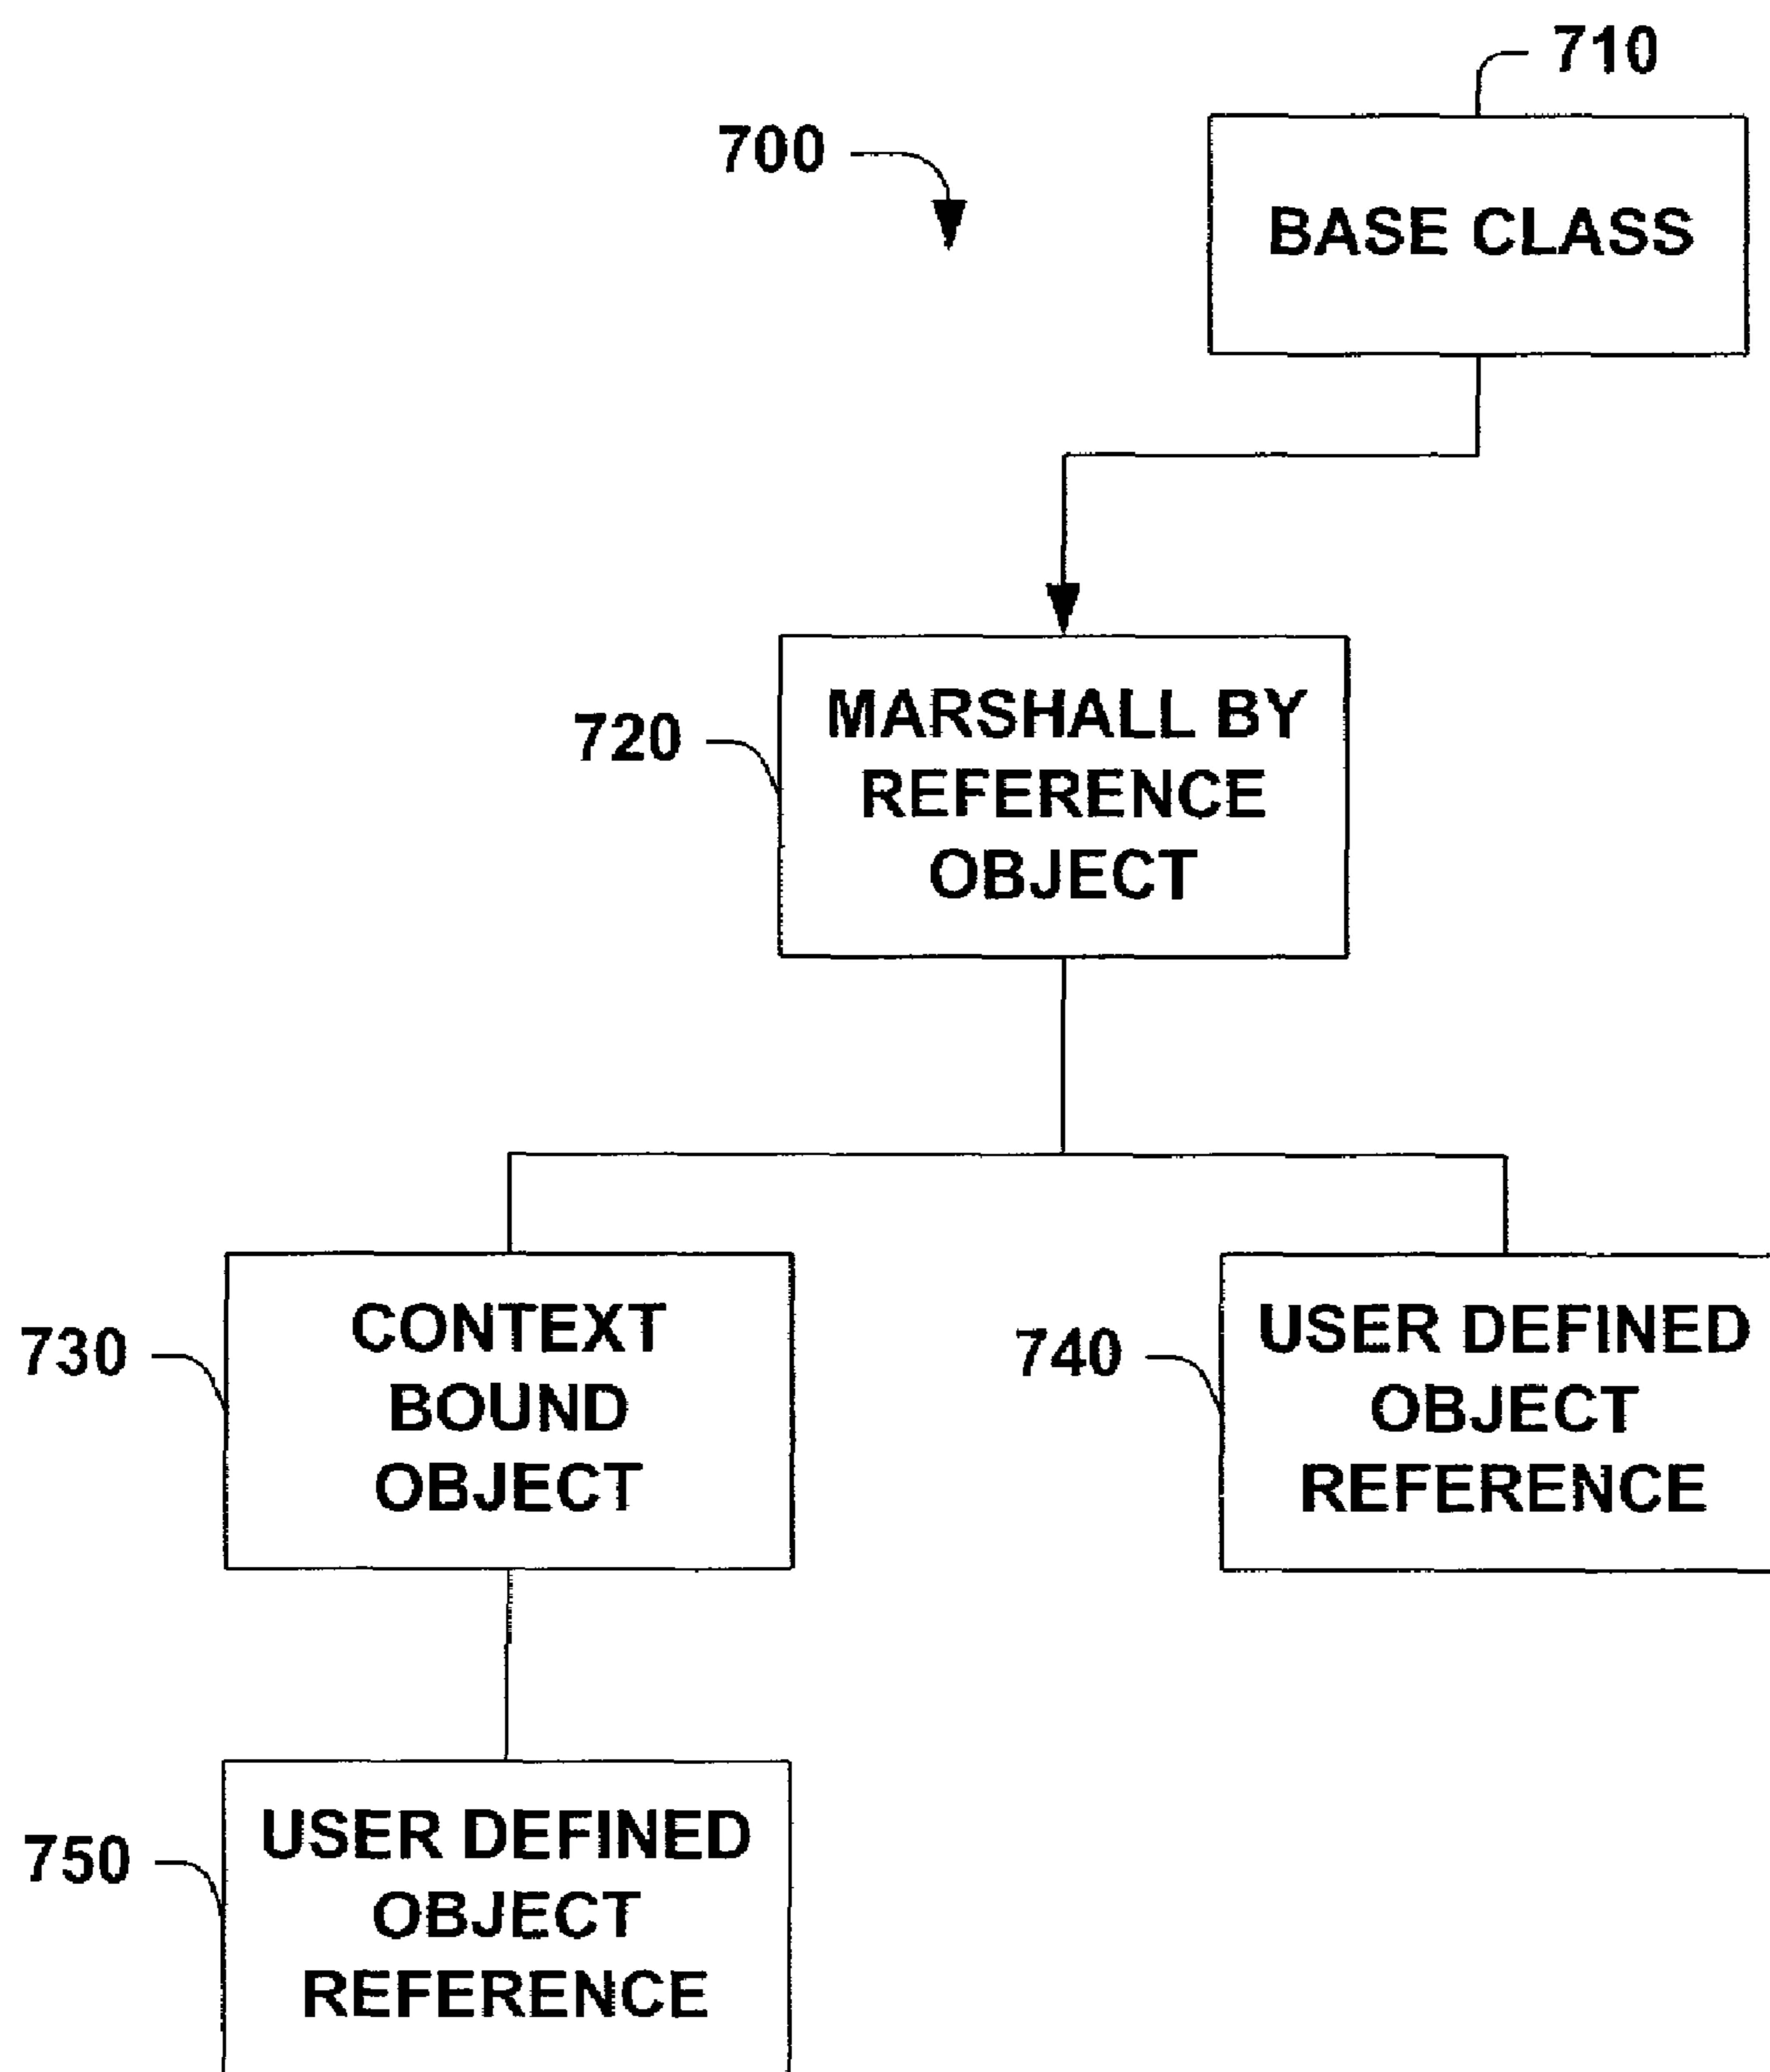 710
700
BASE CLASS
720
MARSHALL BY
REFERENCE
OBJECT
730
CONTEXT
BOUND
OBJECT
740
USER DEFINED
OBJECT
REFERENCE
750
USER DEFINED
OBJECT
REFERENCE